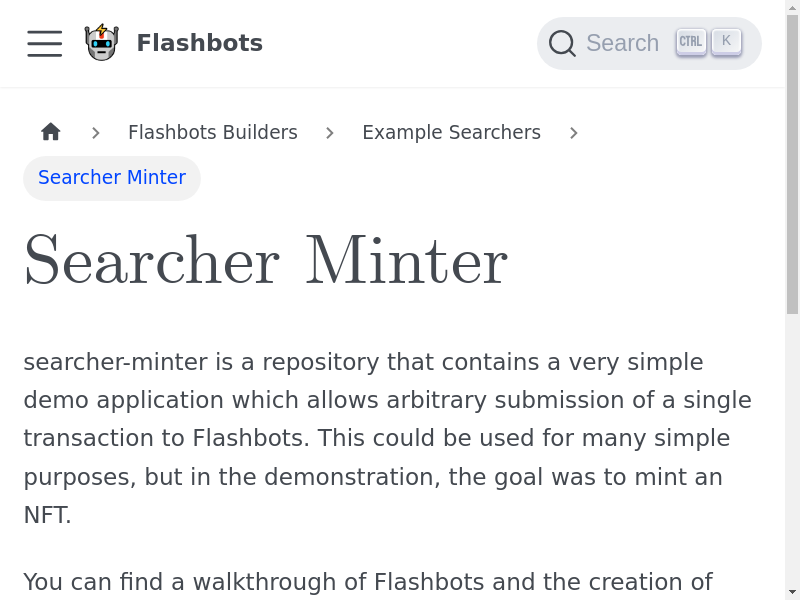 Flashbots
Search CTRL K
Flashbots Builders
Example Searchers
Searcher Minter
Searcher Minter
searcher-minter is a repository that contains a very simple
demo application which allows arbitrary submission of a single
transaction to Flashbots. This could be used for many simple
purposes, but in the demonstration, the goal was to mint an
NFT.
You can find a walkthrough of Flashbots and the creation of